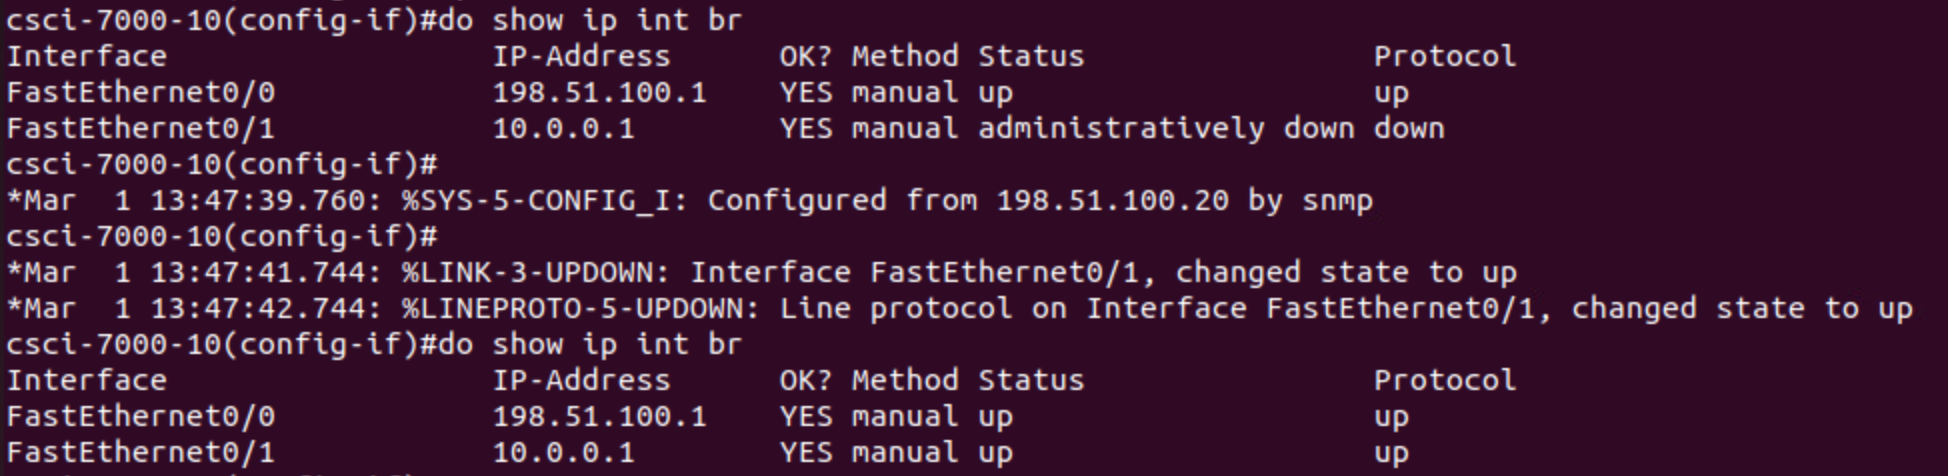 csci-7000-10(config-if)#do show ip int br
Interface                  IP-Address      OK? Method Status                Protocol
FastEthernet0/0            198.51.100.1    YES manual up                    up
FastEthernet0/1            10.0.0.1        YES manual administratively down down
csci-7000-10(config-if)#
*Mar  1 13:47:39.760: %SYS-5-CONFIG_I: Configured from 198.51.100.20 by snmp
csci-7000-10(config-if)#
*Mar  1 13:47:41.744: %LINK-3-UPDOWN: Interface FastEthernet0/1, changed state to up
*Mar  1 13:47:42.744: %LINEPROTO-5-UPDOWN: Line protocol on Interface FastEthernet0/1, changed state to up
csci-7000-10(config-if)#do show ip int br
Interface                  IP-Address      OK? Method Status                Protocol
FastEthernet0/0            198.51.100.1    YES manual up                    up
FastEthernet0/1            10.0.0.1        YES manual up                    up